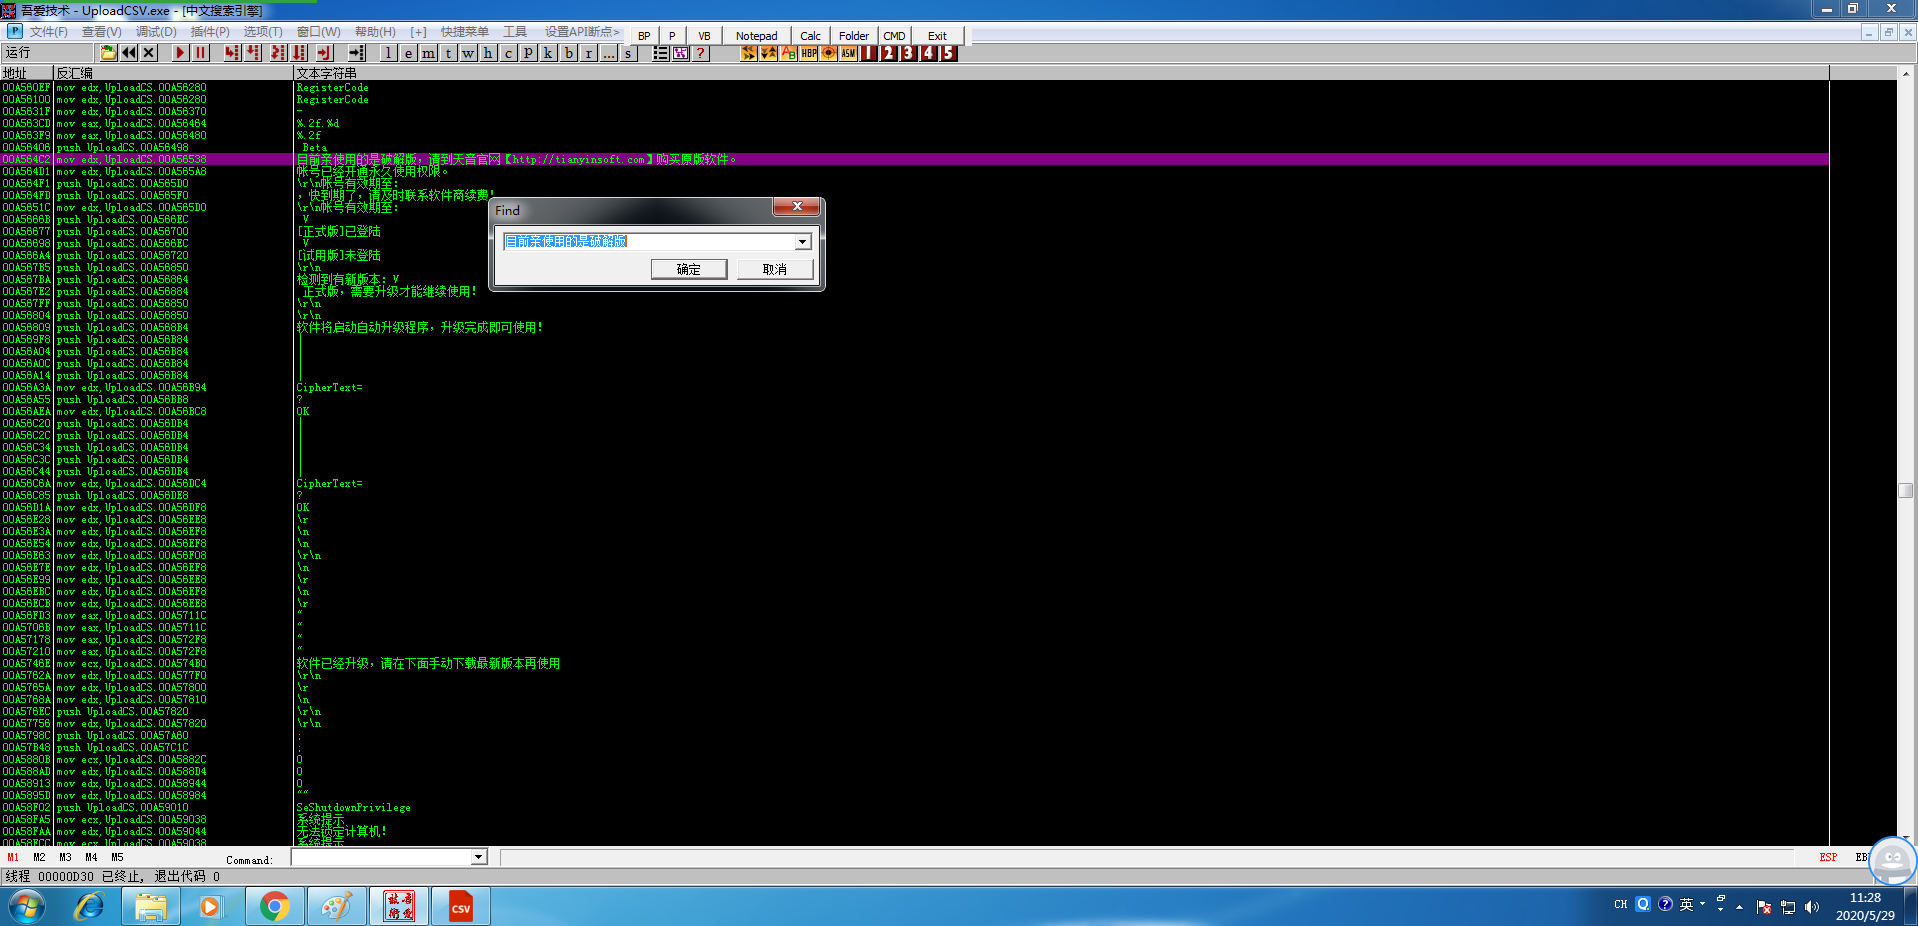 吾爱技术 - UploadCSV.exe - [中文搜索引擎]
文件(F) 查看(V) 调试(D) 插件(P) 选项(T) 窗口(W) 帮助(H) [+] 快捷菜单 工具 设置API断点> BP P VB Notepad Calc Folder CMD Exit
运行 l e m t w h c p k b r ... s ? HBP ASM 1 2 3 4 5
地址 反汇编 文本字符串
00A560EF mov edx,UploadCS.00A56280 RegisterCode
00A56100 mov edx,UploadCS.00A56280 RegisterCode
00A5631F mov edx,UploadCS.00A56370 -
00A563CD mov eax,UploadCS.00A56464 %.2f.%d
00A563F9 mov eax,UploadCS.00A56480 %.2f
00A56406 push UploadCS.00A56498 Beta
00A564C2 mov edx,UploadCS.00A56538 目前亲使用的是破解版，请到天音官网【http://tianyinsoft.com】购买原版软件。
00A564D1 mov edx,UploadCS.00A565A8 帐号已经开通永久使用权限。
00A564F1 push UploadCS.00A565D0 \r\n帐号有效期至：
00A564FD push UploadCS.00A565F0 ，快到期了，请及时联系软件商续费！
00A5651C mov edx,UploadCS.00A565D0 \r\n帐号有效期至：
00A5666B push UploadCS.00A566EC V
00A56677 push UploadCS.00A56700 [正式版]已登陆
00A56698 push UploadCS.00A566EC V
00A566A4 push UploadCS.00A56720 [试用版]未登陆
00A567B5 push UploadCS.00A56850 \r\n
00A567BA push UploadCS.00A56864 检测到有新版本：V
00A567E2 push UploadCS.00A56884 正式版，需要升级才能继续使用！
00A567FF push UploadCS.00A56850 \r\n
00A56804 push UploadCS.00A56850 \r\n
00A56809 push UploadCS.00A568B4 软件将启动自动升级程序，升级完成即可使用！
00A569F8 push UploadCS.00A56B84 |
00A56A04 push UploadCS.00A56B84 |
00A56A0C push UploadCS.00A56B84 |
00A56A14 push UploadCS.00A56B84 |
00A56A3A mov edx,UploadCS.00A56B94 CipherText=
00A56A55 push UploadCS.00A56BB8 ?
00A56AEA mov edx,UploadCS.00A56BC8 OK
00A56C20 push UploadCS.00A56DB4 |
00A56C2C push UploadCS.00A56DB4 |
00A56C34 push UploadCS.00A56DB4 |
00A56C3C push UploadCS.00A56DB4 |
00A56C44 push UploadCS.00A56DB4 |
00A56C6A mov edx,UploadCS.00A56DC4 CipherText=
00A56C85 push UploadCS.00A56DE8 ?
00A56D1A mov edx,UploadCS.00A56DF8 OK
00A56E28 mov edx,UploadCS.00A56EE8 \r
00A56E3A mov edx,UploadCS.00A56EF8 \n
00A56E54 mov edx,UploadCS.00A56EF8 \n
00A56E63 mov edx,UploadCS.00A56F08 \r\n
00A56E7E mov edx,UploadCS.00A56EF8 \n
00A56E99 mov edx,UploadCS.00A56EE8 \r
00A56EBC mov edx,UploadCS.00A56EF8 \n
00A56ECB mov edx,UploadCS.00A56EE8 \r
00A56FD3 mov eax,UploadCS.00A5711C "
00A5706B mov eax,UploadCS.00A5711C "
00A57178 mov eax,UploadCS.00A572F8 "
00A57210 mov eax,UploadCS.00A572F8 "
00A5746E mov ecx,UploadCS.00A574B0 软件已经升级，请在下面手动下载最新版本再使用
00A5762A mov edx,UploadCS.00A577F0 \r\n
00A5765A mov edx,UploadCS.00A57800 \r
00A5768A mov edx,UploadCS.00A57810 \n
00A576EC push UploadCS.00A57820 \r\n
00A57756 mov edx,UploadCS.00A57820 \r\n
00A5798C push UploadCS.00A57A60 ;
00A57B48 push UploadCS.00A57C1C ;
00A5880B mov ecx,UploadCS.00A5882C 0
00A588AD mov edx,UploadCS.00A588D4 0
00A58913 mov edx,UploadCS.00A58944 0
00A5895D mov edx,UploadCS.00A58984 ""
00A58F02 push UploadCS.00A59010 SeShutdownPrivilege
00A58FA5 mov ecx,UploadCS.00A59038 系统提示
00A58FAA mov edx,UploadCS.00A59044 无法锁定计算机！
00A58FCC mov ecx,UploadCS.00A59038 系统提示
Find
目前亲使用的是破解版
确定 取消
M1 M2 M3 M4 M5 Command: ESP
线程 00000D30 已终止, 退出代码 0
CSV
CH 英 11:28
2020/5/29